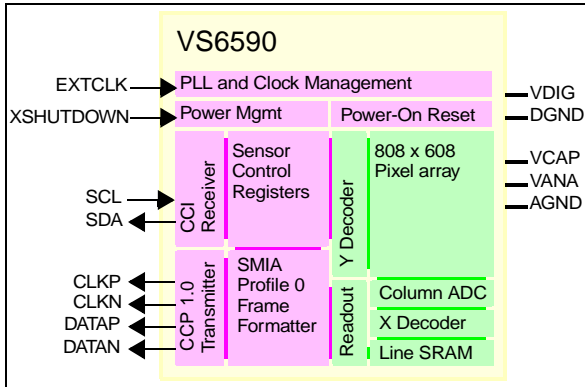 VS6590
EXTCLK
PLL and Clock Management
VDIG
XSHUTDOWN
Power Mgmt
Power-On Reset
DGND
SCL
SDA
CCI
Receiver
Sensor
Control
Registers
Y Decoder
808 x 608
Pixel array
VCAP
VANA
AGND
CLKP
CLKN
DATAP
DATAN
CCP 1.0
Transmitter
SMIA
Profile 0
Frame
Formatter
Readout
Column ADC
X Decoder
Line SRAM